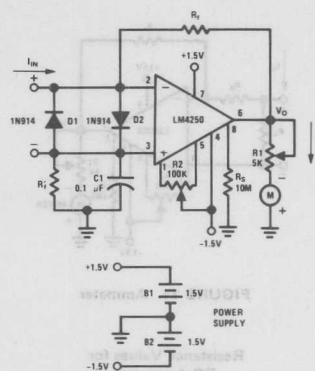 Rf
IIN
+1.5V
+
2
7
1N914
D1
1N914
D2
LM4250
6
VO
3
4
8
R1
5K
Rf'
C1
0.1 μF
1
R2
100K
5
RS
10M
M
+
-1.5V
+1.5V
B1
1.5V
POWER
SUPPLY
B2
1.5V
-1.5V